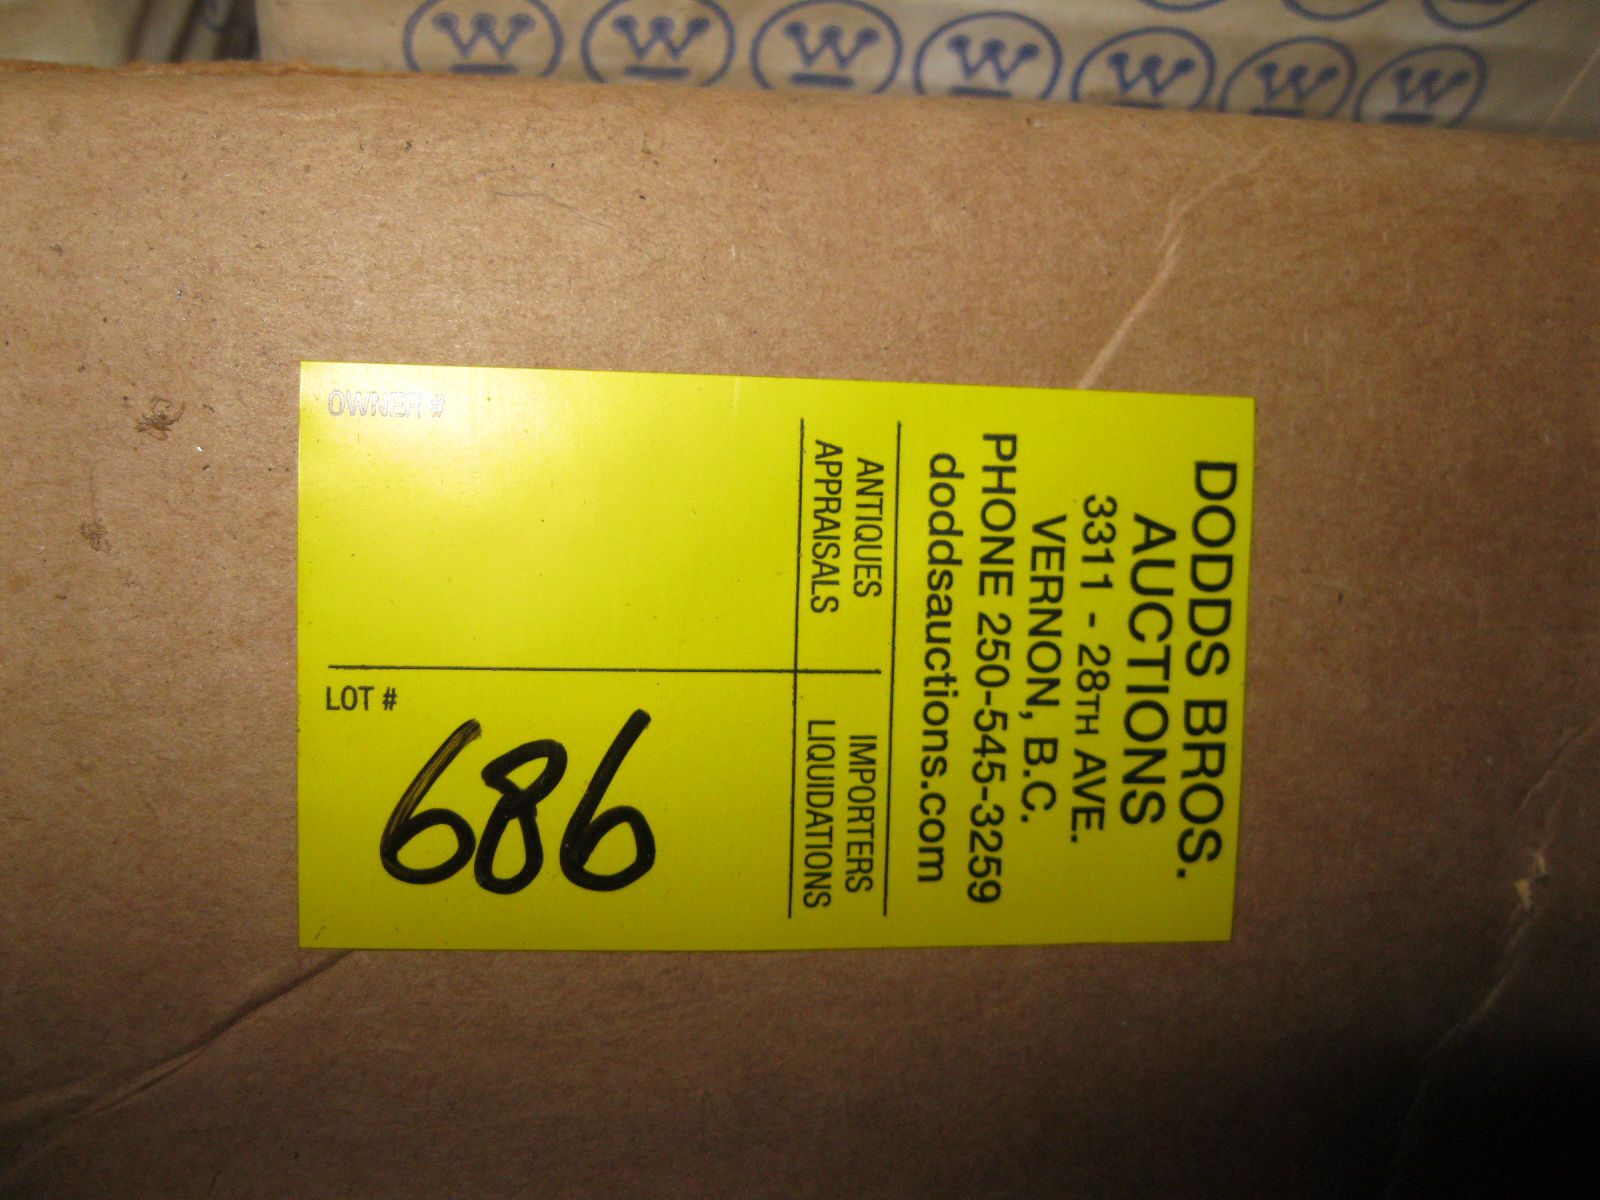 DODDS BROS.
AUCTIONS
3311 - 28TH AVE.
VERNON, B.C.
PHONE 250-545-3259
doddsauctions.com
ANTIQUES
APPRAISALS
IMPORTERS
LIQUIDATIONS
OWNER #
LOT #
686
W W W W W W W